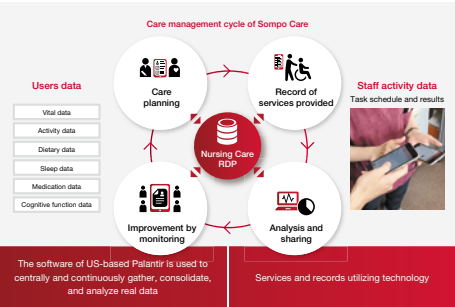 Care management cycle of Sompo Care
Users data
Vital data
Activity data
Dietary data
Sleep data
Medication data
Cognitive function data
Care
planning
Record of
services provided
Nursing Care
RDP
Improvement by
monitoring
Analysis and
sharing
Staff activity data
Task schedule and results
The software of US-based Palantir is used to
centrally and continuously gather, consolidate,
and analyze real data
Services and records utilizing technology